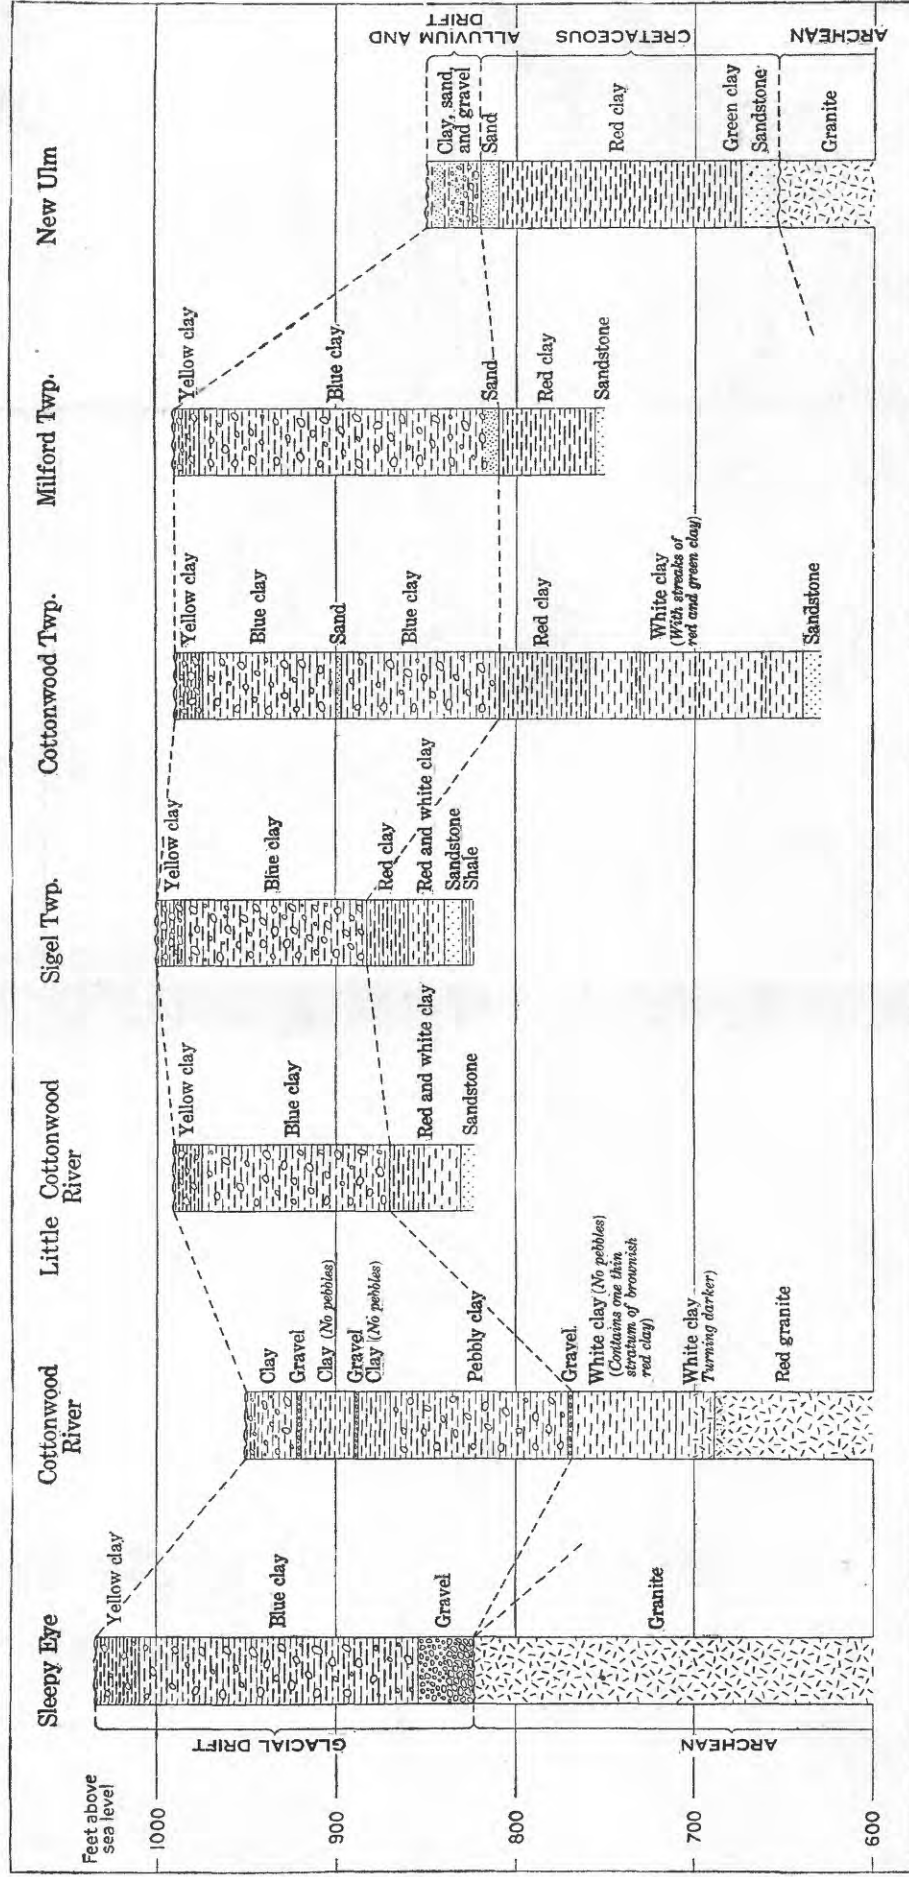 Feet above
sea level
1000
900
800
700
600
GLACIAL DRIFT
ARCHEAN
Sleepy Eye
Yellow clay
Blue clay
Gravel
Granite
Cottonwood
River
Clay
Gravel
Clay (No pebbles)
Gravel
Clay (No pebbles)
Pebbly clay
Gravel
White clay (No pebbles)
(Contains one thin
stratum of brownish
red clay)
White clay
Turning darker)
Red granite
Little Cottonwood
River
Yellow clay
Blue clay
Red and white clay
Sandstone
Sigel Twp.
Yellow clay
Blue clay
Red clay
Red and white clay
Sandstone
Shale
Cottonwood Twp.
Yellow clay
Blue clay
Sand
Blue clay
Red clay
White clay
(With streaks of
red and green clay)
Sandstone
Milford Twp.
Yellow clay
Blue clay
Sand
Red clay
Sandstone
New Ulm
Clay, sand,
and gravel
Sand
Red clay
Green clay
Sandstone
Granite
ALLUVIUM AND
DRIFT
CRETACEOUS
ARCHEAN